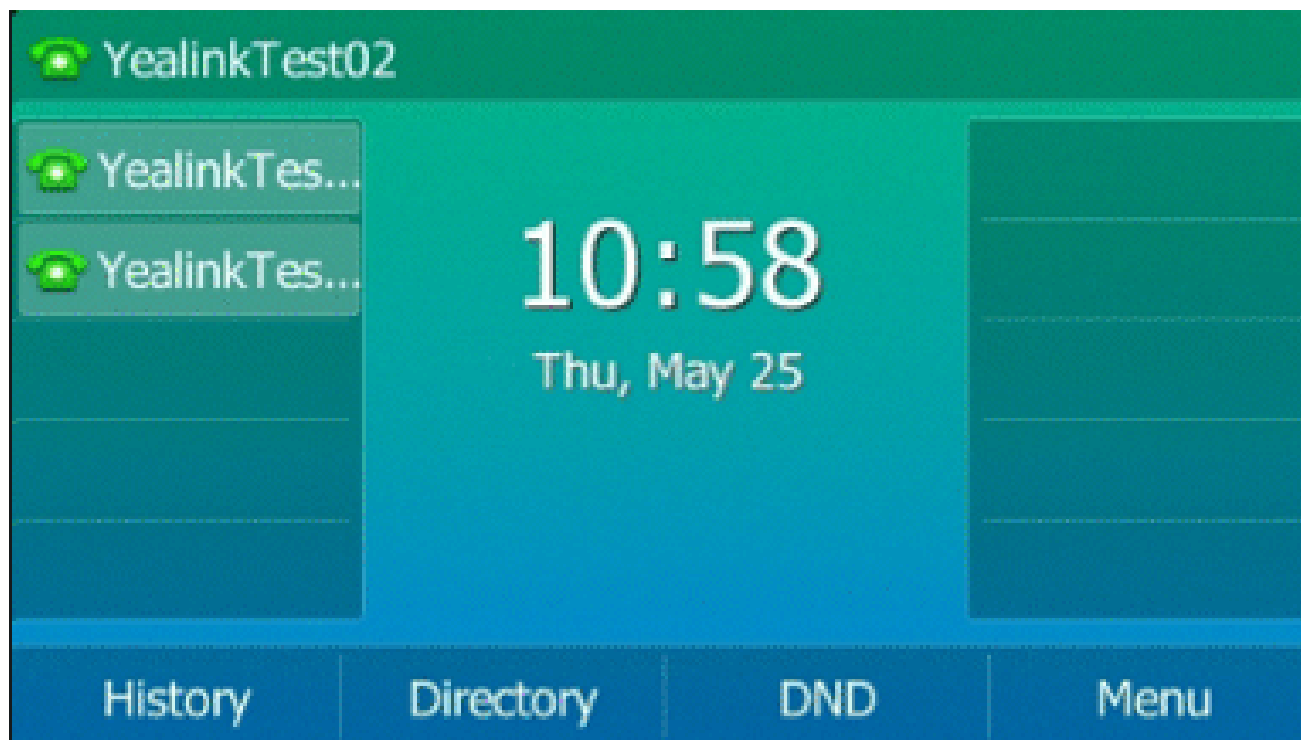 YealinkTest02
YealinkTes...
YealinkTes...
10:58
Thu, May 25
History Directory DND Menu